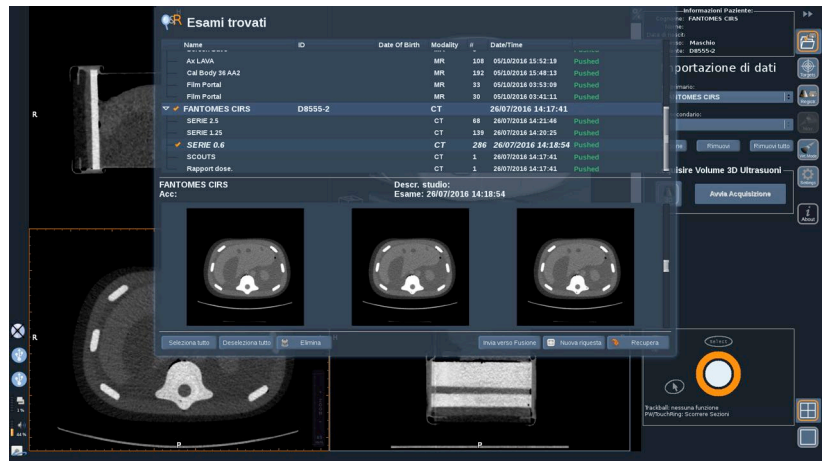 Esami trovati
Name ID Date Of Birth Modality # Date/Time
Ax LAVA MR 108 05/10/2016 15:52:19 Pushed
Cal Body 36 AA2 MR 192 05/10/2016 15:48:13 Pushed
Film Portal MR 33 05/10/2016 03:53:09 Pushed
Film Portal MR 30 05/10/2016 03:41:11 Pushed
FANTOMES CIRS D8555-2 CT 26/07/2016 14:17:41
SERIE 2.5 CT 68 26/07/2016 14:21:46 Pushed
SERIE 1.25 CT 139 26/07/2016 14:20:25 Pushed
SERIE 0.6 CT 286 26/07/2016 14:18:54 Pushed
SCOUTS CT 1 26/07/2016 14:17:41 Pushed
Rapport dose. CT 1 26/07/2016 14:17:41 Pushed
FANTOMES CIRS Descr. studio:
Acc: Esame: 26/07/2016 14:18:54
Seleziona tutto Deseleziona tutto Elimina Invia verso Fusione Nuova riquesta Recupera
Informazioni Paziente:
FANTOMES CIRS
Maschio
D8555-2
portazione di dati
TOMES CIRS
Rimuovi Rimuovi tutto
isire Volume 3D Ultrasuoni
Avvia Acquisizione
SELECT
Trackball: nessuna funzione
PW/TouchRing: Scorrere Sezioni
Targets
Region
Settings
About
R
R
P
P
1%